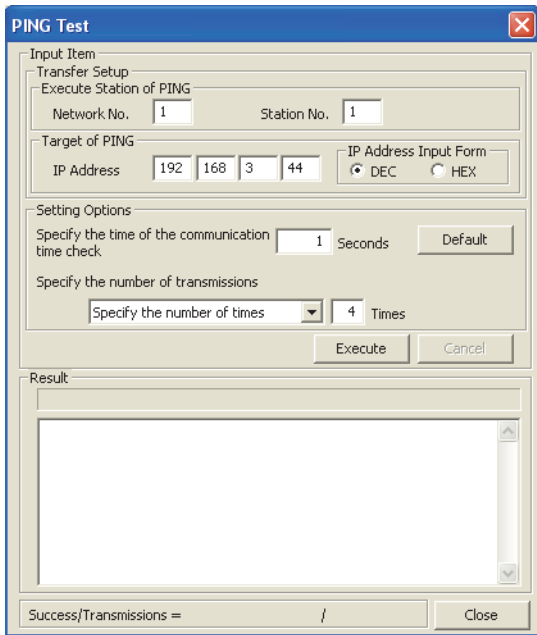 PING Test
Input Item
Transfer Setup
Execute Station of PING
Network No. 1 Station No. 1
Target of PING
IP Address Input Form
IP Address 192 168 3 44 DEC HEX
Setting Options
Specify the time of the communication time check 1 Seconds Default
Specify the number of transmissions
Specify the number of times 4 Times
Execute Cancel
Result
Success/Transmissions = / Close